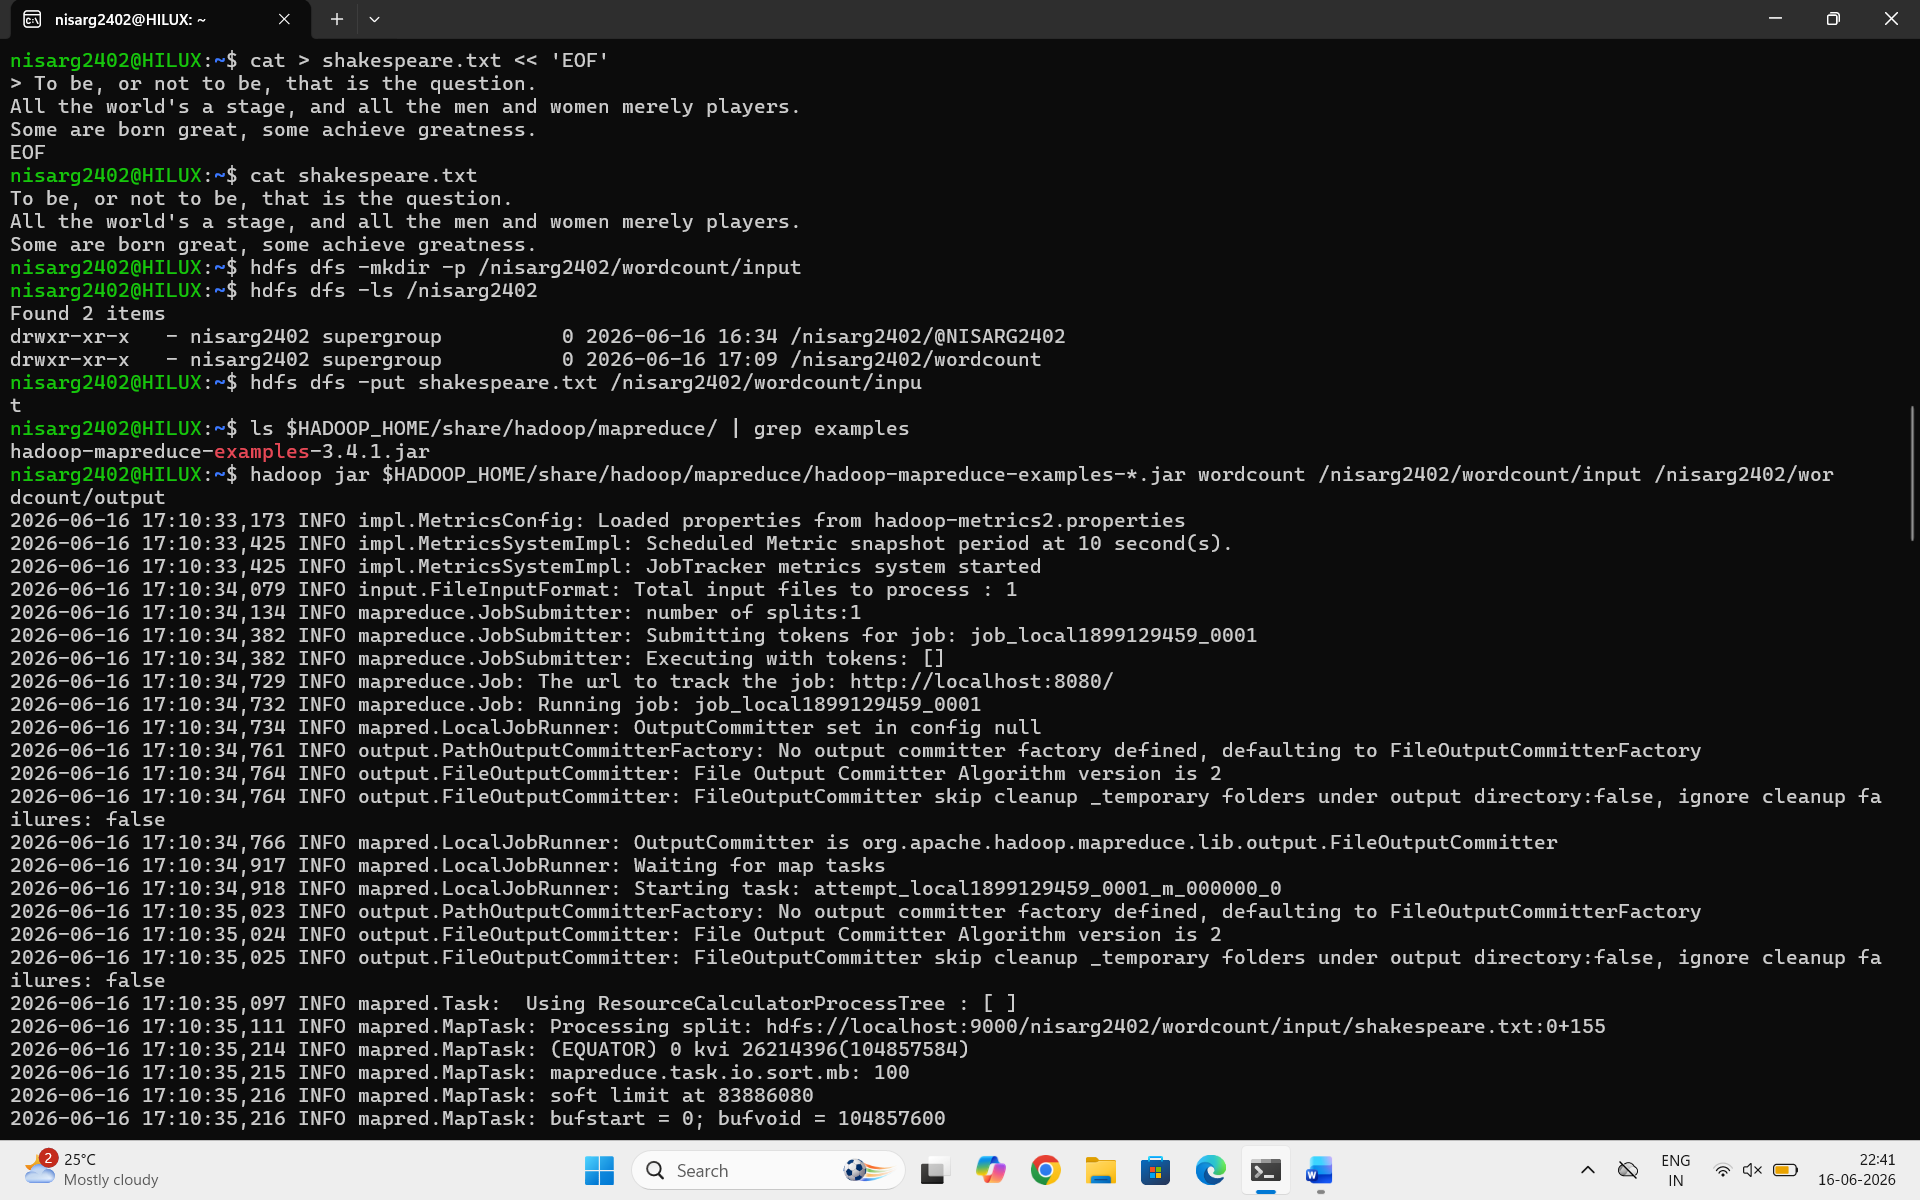 nisarg2402@HILUX: ~
nisarg2402@HILUX:~$ cat > shakespeare.txt << 'EOF'
> To be, or not to be, that is the question.
All the world's a stage, and all the men and women merely players.
Some are born great, some achieve greatness.
EOF
nisarg2402@HILUX:~$ cat shakespeare.txt
To be, or not to be, that is the question.
All the world's a stage, and all the men and women merely players.
Some are born great, some achieve greatness.
nisarg2402@HILUX:~$ hdfs dfs -mkdir -p /nisarg2402/wordcount/input
nisarg2402@HILUX:~$ hdfs dfs -ls /nisarg2402
Found 2 items
drwxr-xr-x   - nisarg2402 supergroup          0 2026-06-16 16:34 /nisarg2402/@NISARG2402
drwxr-xr-x   - nisarg2402 supergroup          0 2026-06-16 17:09 /nisarg2402/wordcount
nisarg2402@HILUX:~$ hdfs dfs -put shakespeare.txt /nisarg2402/wordcount/inpu
t
nisarg2402@HILUX:~$ ls $HADOOP_HOME/share/hadoop/mapreduce/ | grep examples
hadoop-mapreduce-examples-3.4.1.jar
nisarg2402@HILUX:~$ hadoop jar $HADOOP_HOME/share/hadoop/mapreduce/hadoop-mapreduce-examples-*.jar wordcount /nisarg2402/wordcount/input /nisarg2402/wor
dcount/output
2026-06-16 17:10:33,173 INFO impl.MetricsConfig: Loaded properties from hadoop-metrics2.properties
2026-06-16 17:10:33,425 INFO impl.MetricsSystemImpl: Scheduled Metric snapshot period at 10 second(s).
2026-06-16 17:10:33,425 INFO impl.MetricsSystemImpl: JobTracker metrics system started
2026-06-16 17:10:34,079 INFO input.FileInputFormat: Total input files to process : 1
2026-06-16 17:10:34,134 INFO mapreduce.JobSubmitter: number of splits:1
2026-06-16 17:10:34,382 INFO mapreduce.JobSubmitter: Submitting tokens for job: job_local1899129459_0001
2026-06-16 17:10:34,382 INFO mapreduce.JobSubmitter: Executing with tokens: []
2026-06-16 17:10:34,729 INFO mapreduce.Job: The url to track the job: http://localhost:8080/
2026-06-16 17:10:34,732 INFO mapreduce.Job: Running job: job_local1899129459_0001
2026-06-16 17:10:34,734 INFO mapred.LocalJobRunner: OutputCommitter set in config null
2026-06-16 17:10:34,761 INFO output.PathOutputCommitterFactory: No output committer factory defined, defaulting to FileOutputCommitterFactory
2026-06-16 17:10:34,764 INFO output.FileOutputCommitter: File Output Committer Algorithm version is 2
2026-06-16 17:10:34,764 INFO output.FileOutputCommitter: FileOutputCommitter skip cleanup _temporary folders under output directory:false, ignore cleanup fa
ilures: false
2026-06-16 17:10:34,766 INFO mapred.LocalJobRunner: OutputCommitter is org.apache.hadoop.mapreduce.lib.output.FileOutputCommitter
2026-06-16 17:10:34,917 INFO mapred.LocalJobRunner: Waiting for map tasks
2026-06-16 17:10:34,918 INFO mapred.LocalJobRunner: Starting task: attempt_local1899129459_0001_m_000000_0
2026-06-16 17:10:35,023 INFO output.PathOutputCommitterFactory: No output committer factory defined, defaulting to FileOutputCommitterFactory
2026-06-16 17:10:35,024 INFO output.FileOutputCommitter: File Output Committer Algorithm version is 2
2026-06-16 17:10:35,025 INFO output.FileOutputCommitter: FileOutputCommitter skip cleanup _temporary folders under output directory:false, ignore cleanup fa
ilures: false
2026-06-16 17:10:35,097 INFO mapred.Task:  Using ResourceCalculatorProcessTree : [ ]
2026-06-16 17:10:35,111 INFO mapred.MapTask: Processing split: hdfs://localhost:9000/nisarg2402/wordcount/input/shakespeare.txt:0+155
2026-06-16 17:10:35,214 INFO mapred.MapTask: (EQUATOR) 0 kvi 26214396(104857584)
2026-06-16 17:10:35,215 INFO mapred.MapTask: mapreduce.task.io.sort.mb: 100
2026-06-16 17:10:35,216 INFO mapred.MapTask: soft limit at 83886080
2026-06-16 17:10:35,216 INFO mapred.MapTask: bufstart = 0; bufvoid = 104857600
2
25°C
Mostly cloudy
Search
W
ENG
IN
22:41
16-06-2026